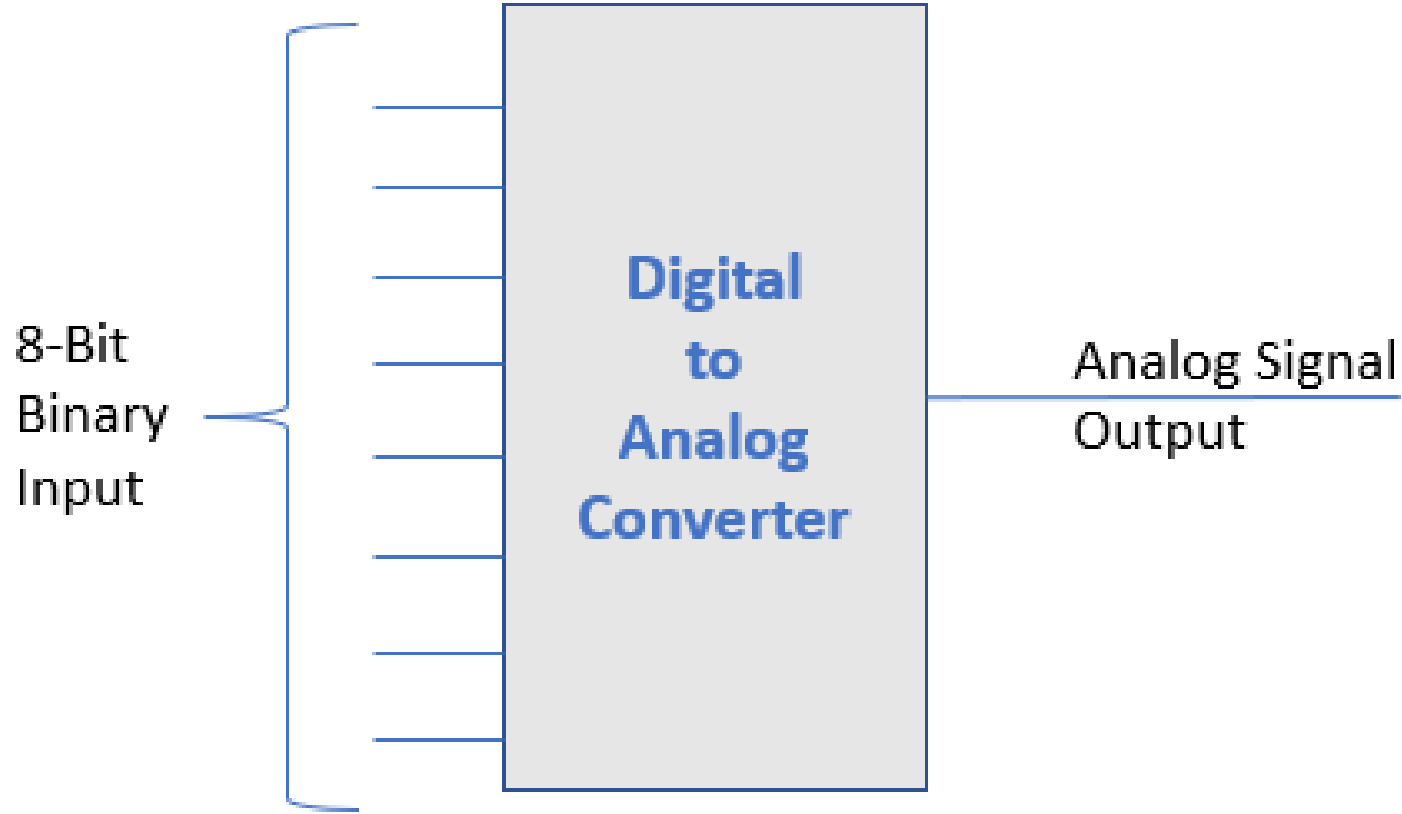 8-Bit
Binary
Input
Digital
to
Analog
Converter
Analog Signal
Output